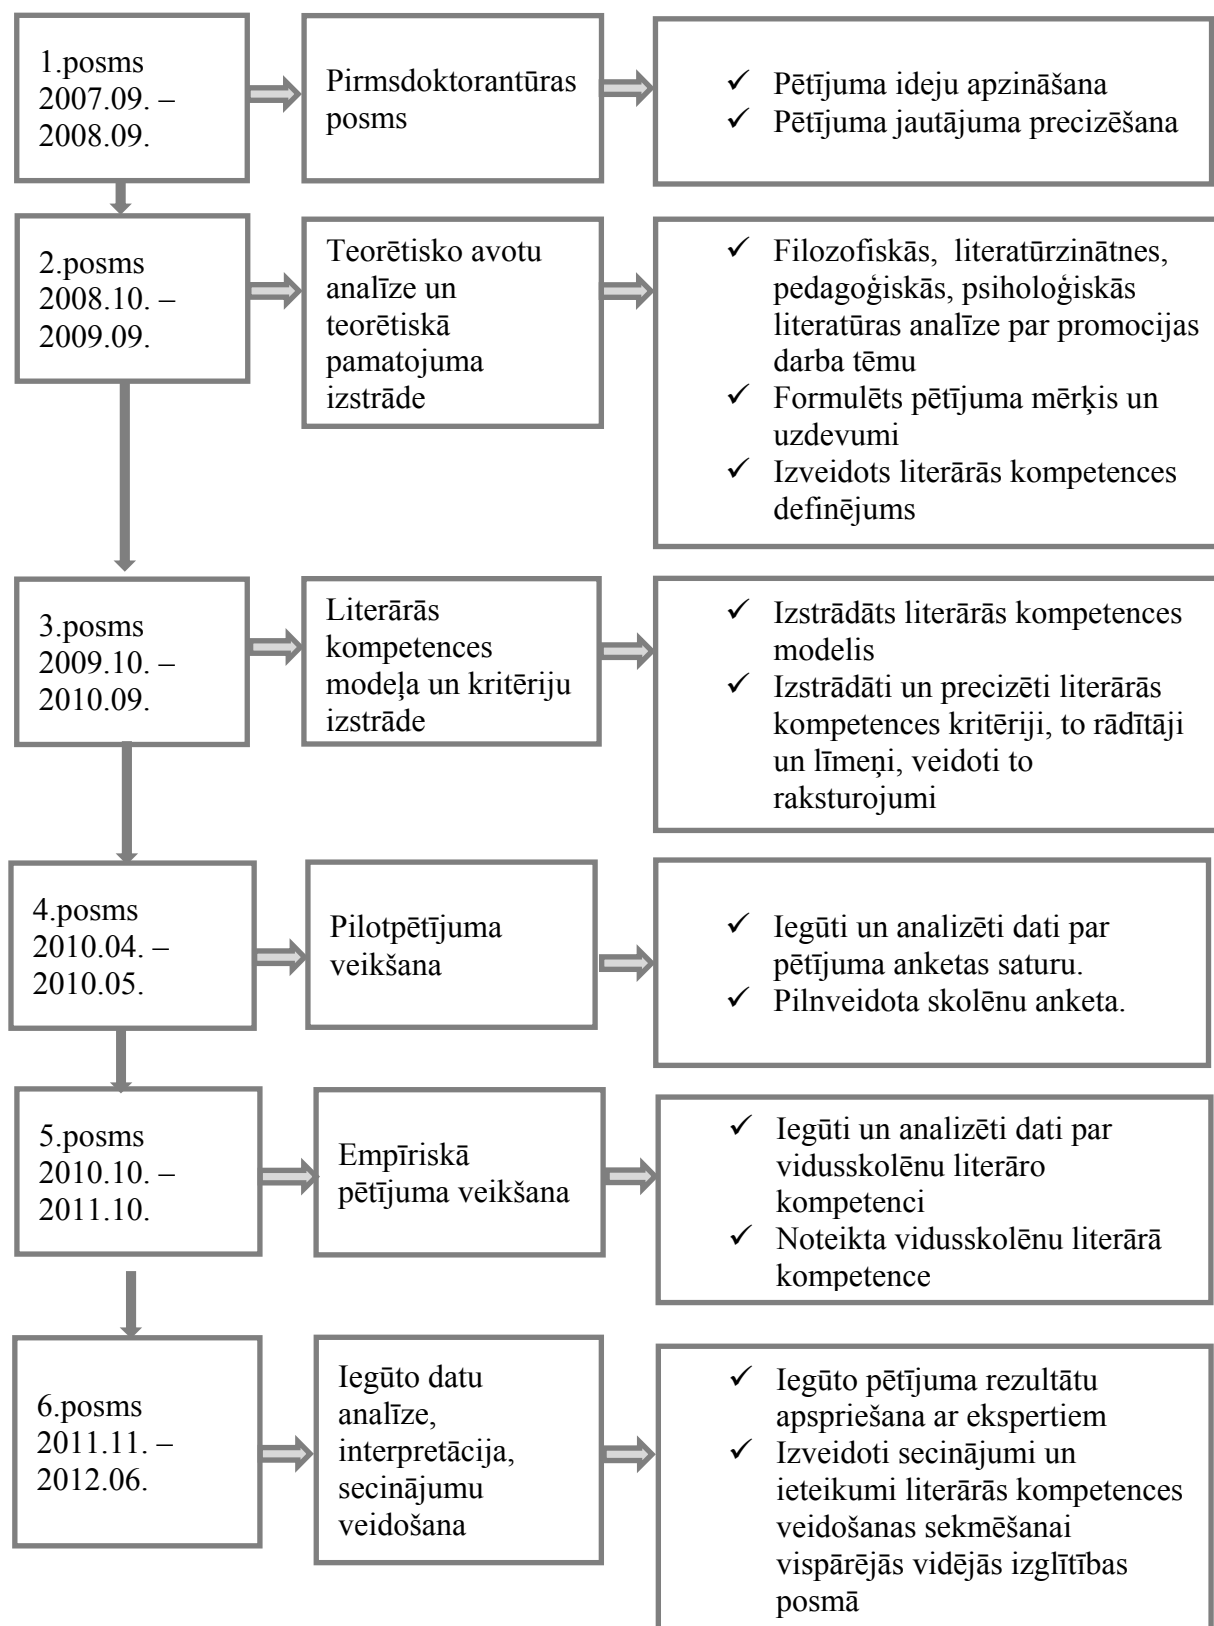 1.posms
2007.09. –
2008.09.
Pirmsdoktorantūras
posms
✓ Pētījuma ideju apzināšana
✓ Pētījuma jautājuma precizēšana
2.posms
2008.10. –
2009.09.
Teorētisko avotu
analīze un
teorētiskā
pamatojuma
izstrāde
✓ Filozofiskās, literatūrzinātnes,
pedagoģiskās, psiholoģiskās
literatūras analīze par promocijas
darba tēmu
✓ Formulēts pētījuma mērķis un
uzdevumi
✓ Izveidots literārās kompetences
definējums
3.posms
2009.10. –
2010.09.
Literārās
kompetences
modeļa un kritēriju
izstrāde
✓ Izstrādāts literārās kompetences
modelis
✓ Izstrādāti un precizēti literārās
kompetences kritēriji, to rādītāji
un līmeņi, veidoti to
raksturojumi
4.posms
2010.04. –
2010.05.
Pilotpētījuma
veikšana
✓ Iegūti un analizēti dati par
pētījuma anketas saturu.
✓ Pilnveidota skolēnu anketa.
5.posms
2010.10. –
2011.10.
Empīriskā
pētījuma veikšana
✓ Iegūti un analizēti dati par
vidusskolēnu literāro
kompetenci
✓ Noteikta vidusskolēnu literārā
kompetence
6.posms
2011.11. –
2012.06.
Iegūto datu
analīze,
interpretācija,
secinājumu
veidošana
✓ Iegūto pētījuma rezultātu
apspriešana ar ekspertiem
✓ Izveidoti secinājumi un
ieteikumi literārās kompetences
veidošanas sekmēšanai
vispārējās vidējās izglītības
posmā